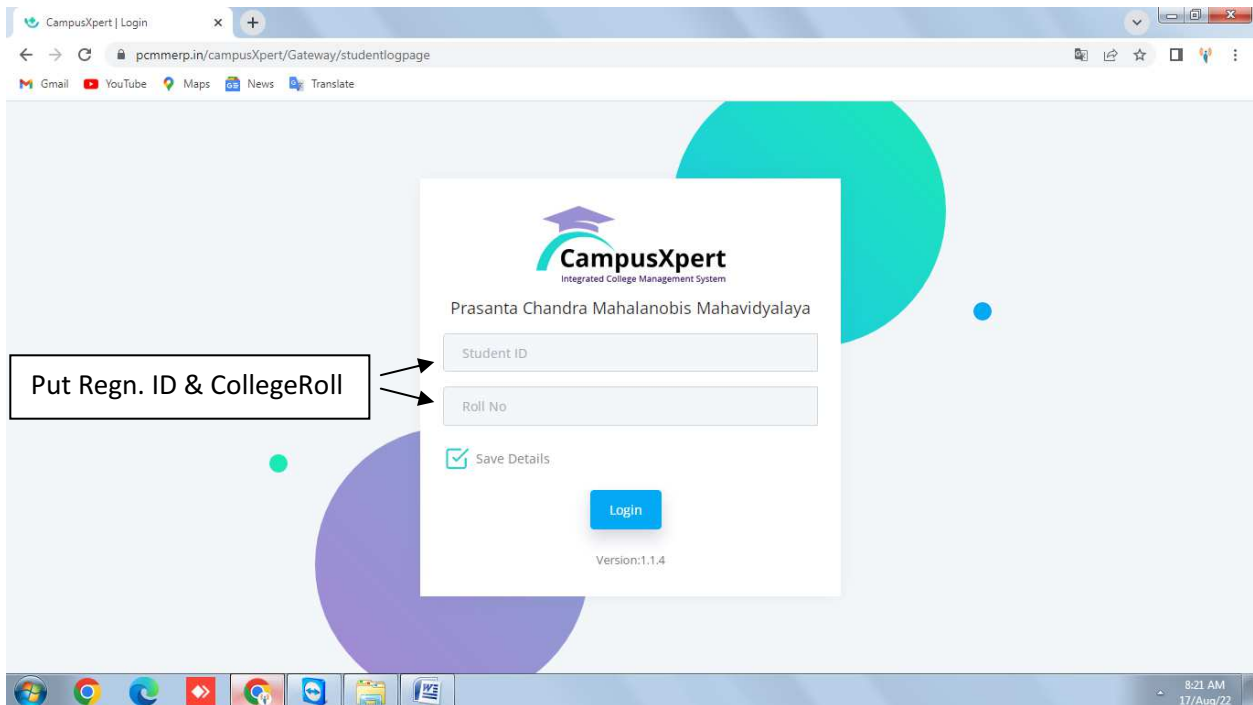 CampusXpert | Login
pcmmerp.in/campusXpert/Gateway/studentlogpage
Gmail YouTube Maps News Translate
CampusXpert
Integrated College Management System
Prasanta Chandra Mahalanobis Mahavidyalaya
Student ID
Put Regn. ID & CollegeRoll
Roll No
Save Details
Login
Version:1.1.4
8:21 AM
17/Aug/22